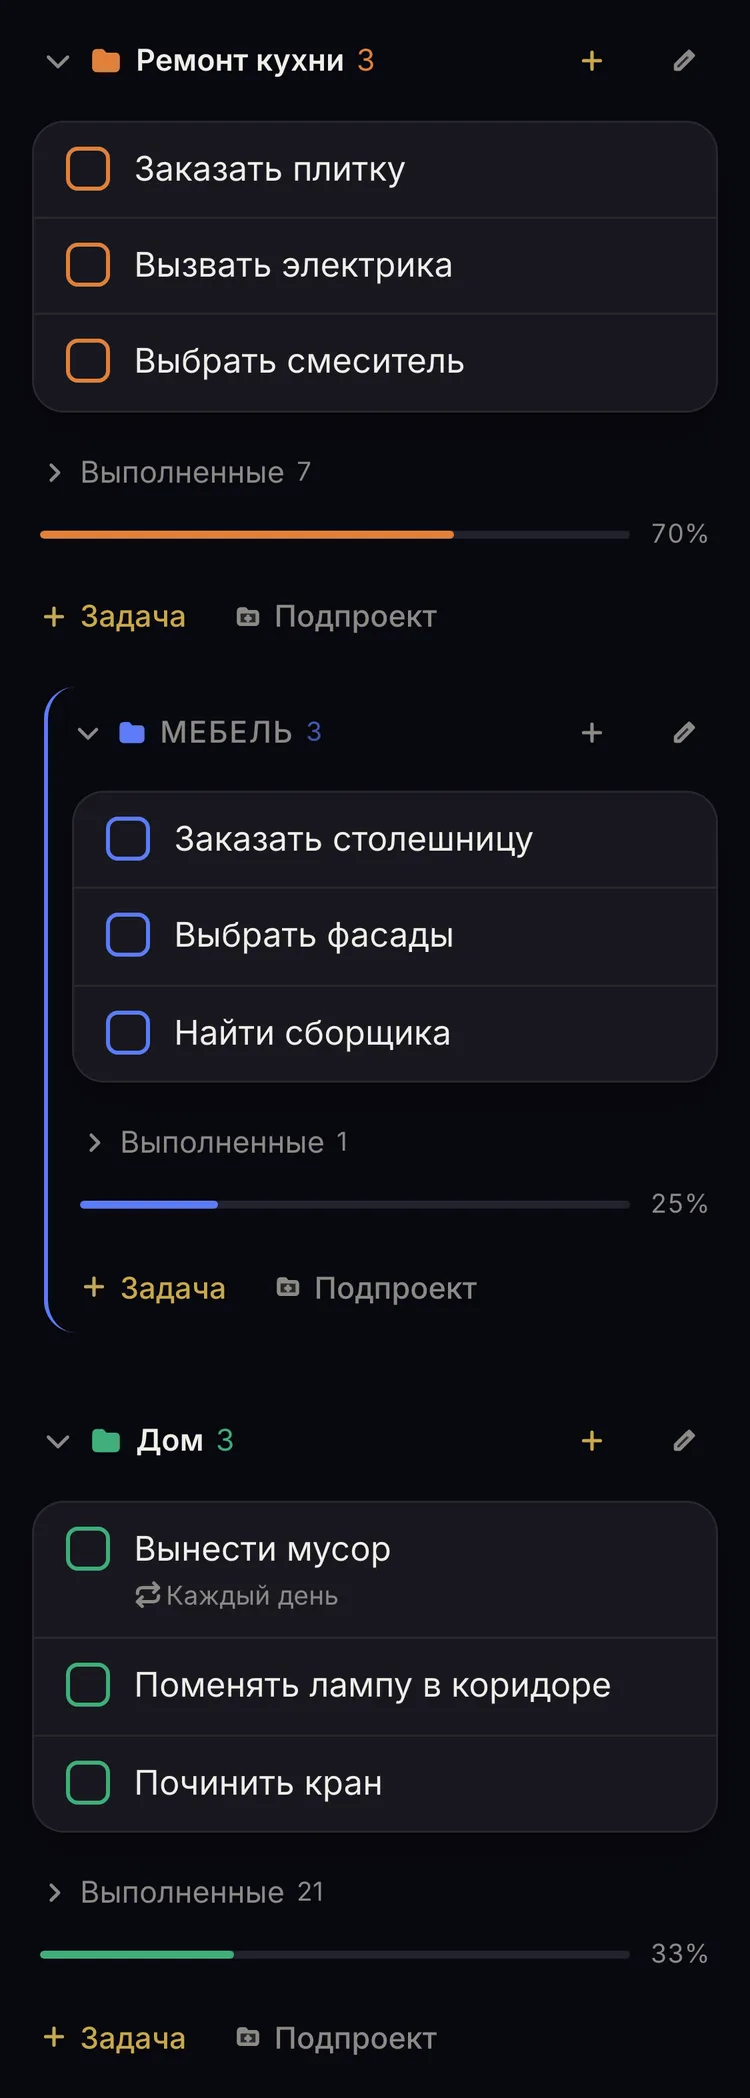 Ремонт кухни 3
Заказать плитку
Вызвать электрика
Выбрать смеситель
Выполненные 7
70%
+ Задача Подпроект
МЕБЕЛЬ 3
Заказать столешницу
Выбрать фасады
Найти сборщика
Выполненные 1
25%
+ Задача Подпроект
Дом 3
Вынести мусор
Каждый день
Поменять лампу в коридоре
Починить кран
Выполненные 21
33%
+ Задача Подпроект